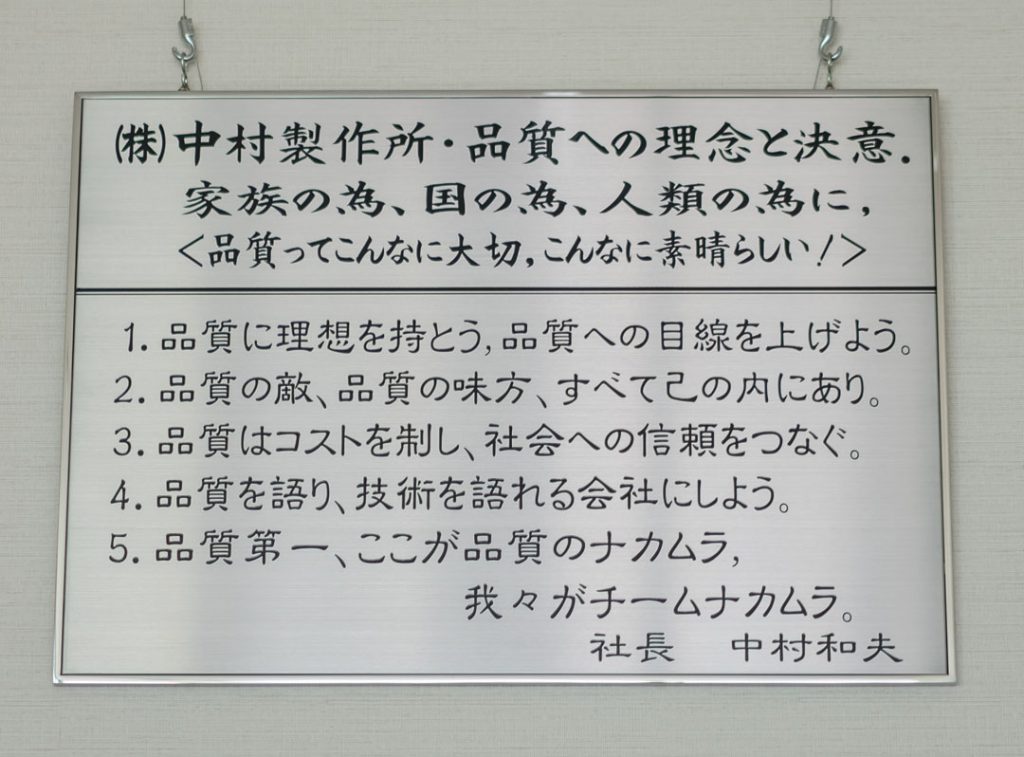 (株)中村製作所・品質への理念と決意.
家族の為、国の為、人類の為に,
<品質ってこんなに大切,こんなに素晴らしい!>
1.品質に理想を持とう,品質への目線を上げよう。
2.品質の敵、品質の味方、すべて己の内にあり。
3.品質はコストを制し、社会への信頼をつなぐ。
4.品質を語り、技術を語れる会社にしよう。
5.品質第一、ここが品質のナカムラ,
我々がチームナカムラ。
社長 中村和夫